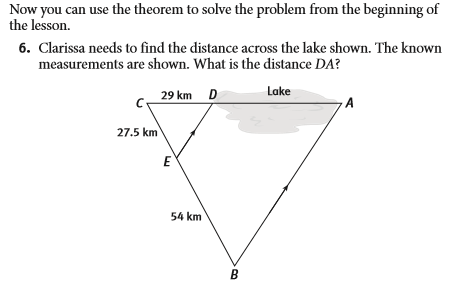 Now you can use the theorem to solve the problem from the beginning of
the lesson.
6. Clarissa needs to find the distance across the lake shown. The known
measurements are shown. What is the distance DA?
29 km D Lake
C A
27.5 km
E
54 km
B